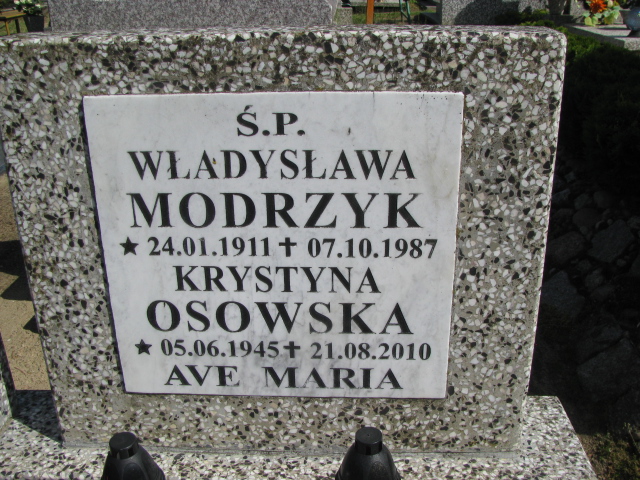 Ś.P.
WŁADYSŁAWA
MODRZYK
★ 24.01.1911 ✝ 07.10.1987
KRYSTYNA
OSOWSKA
★ 05.06.1945 ✝ 21.08.2010
AVE MARIA